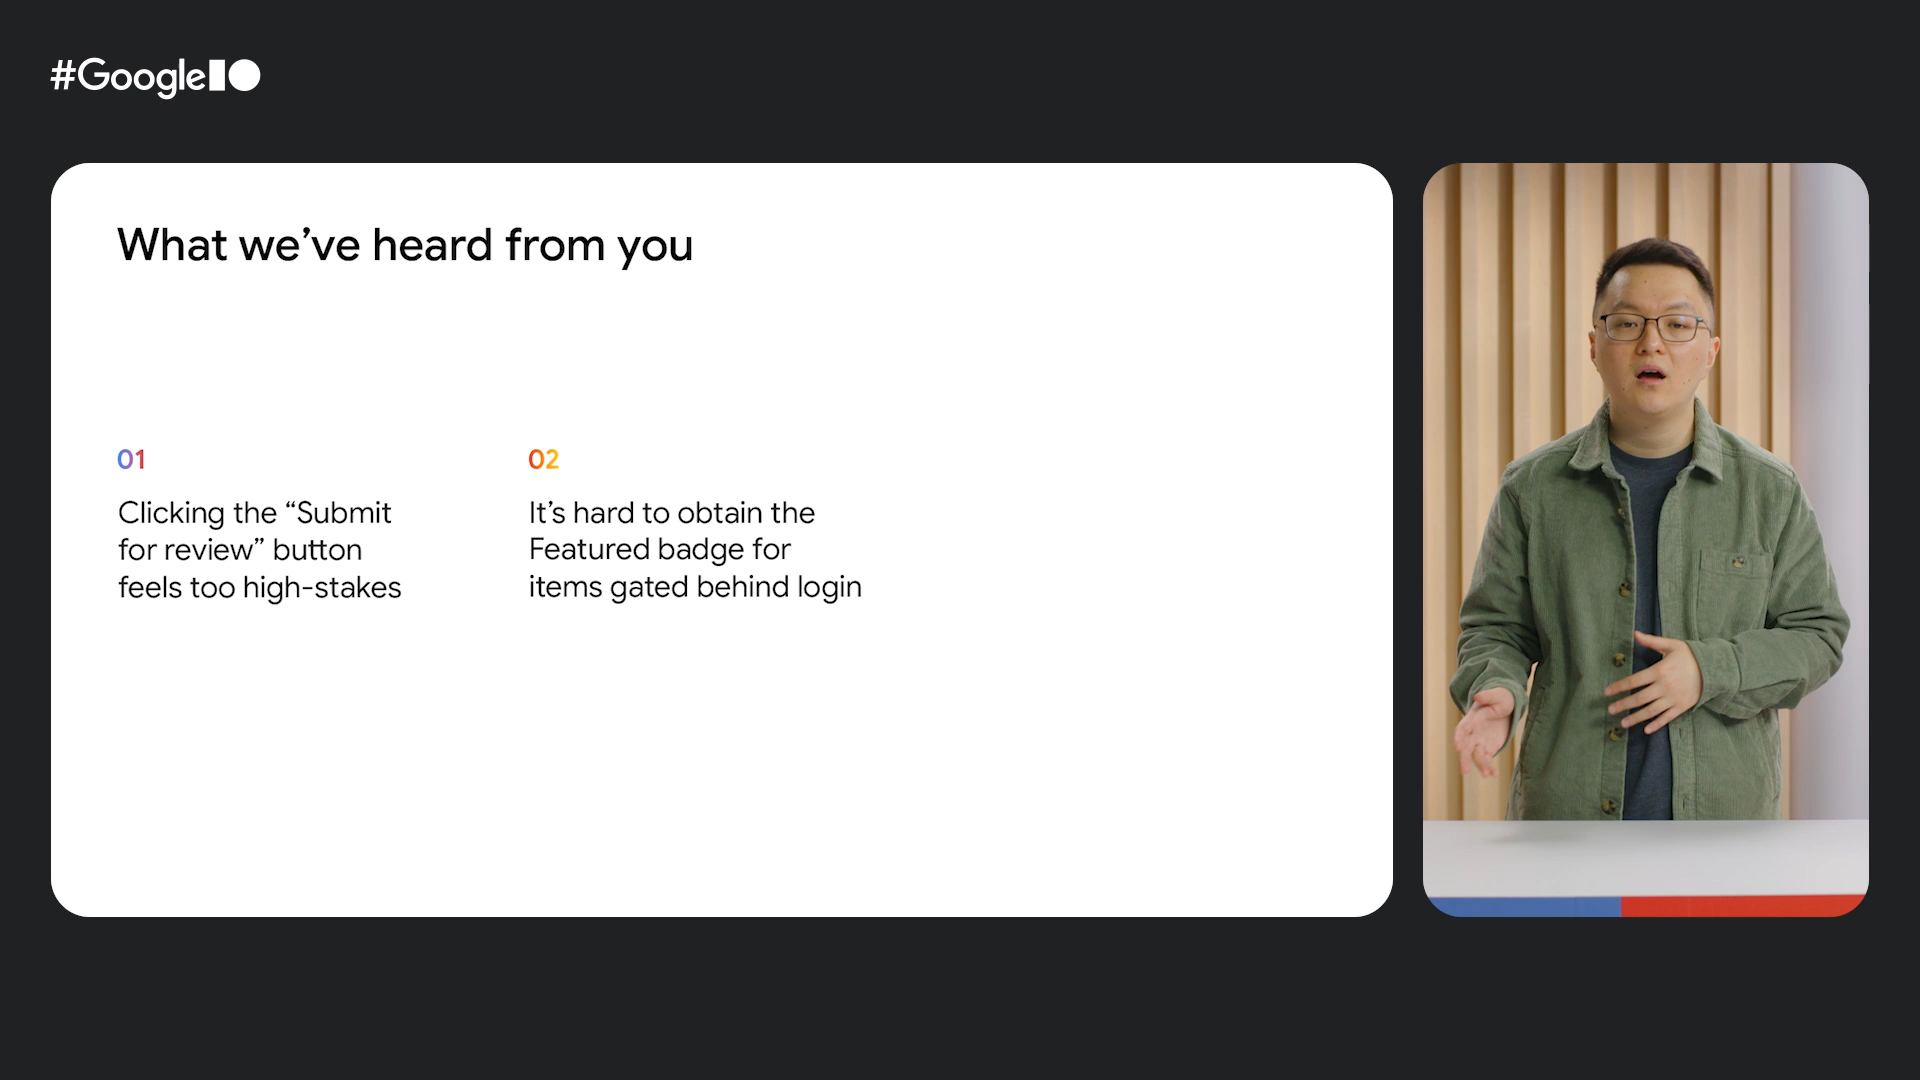 #GoogleIO
What we’ve heard from you
01
Clicking the “Submit
for review” button
feels too high-stakes
02
It’s hard to obtain the
Featured badge for
items gated behind login